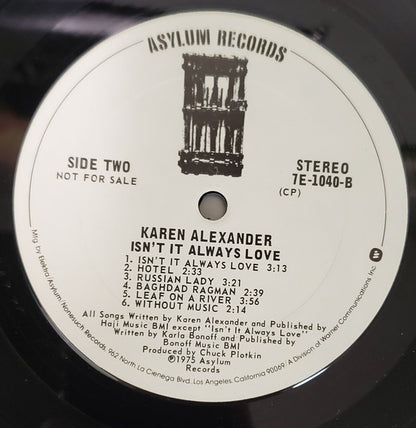 ASYLUM RECORDS
SIDE TWO
NOT FOR SALE
STEREO
7E-1040-B
(CP)
KAREN ALEXANDER
ISN'T IT ALWAYS LOVE
1. ISN'T IT ALWAYS LOVE 3:13
2. HOTEL 2:33
3. RUSSIAN LADY 3:21
4. BAGHDAD RAGMAN 2:39
5. LEAF ON A RIVER 3:56
6. WITHOUT MUSIC 2:14
All Songs Written by Karen Alexander and Published by
Haji Music BMI except "Isn't It Always Love"
Written by Karla Bonoff and Published by
Bonoff Music BMI
Produced by Chuck Plotkin
℗1975 Asylum
Records
Mfg. by Elektra/Asylum/Nonesuch Records, 962 North La Cienega Blvd., Los Angeles, California 90069. A Division of Warner Communications Inc.